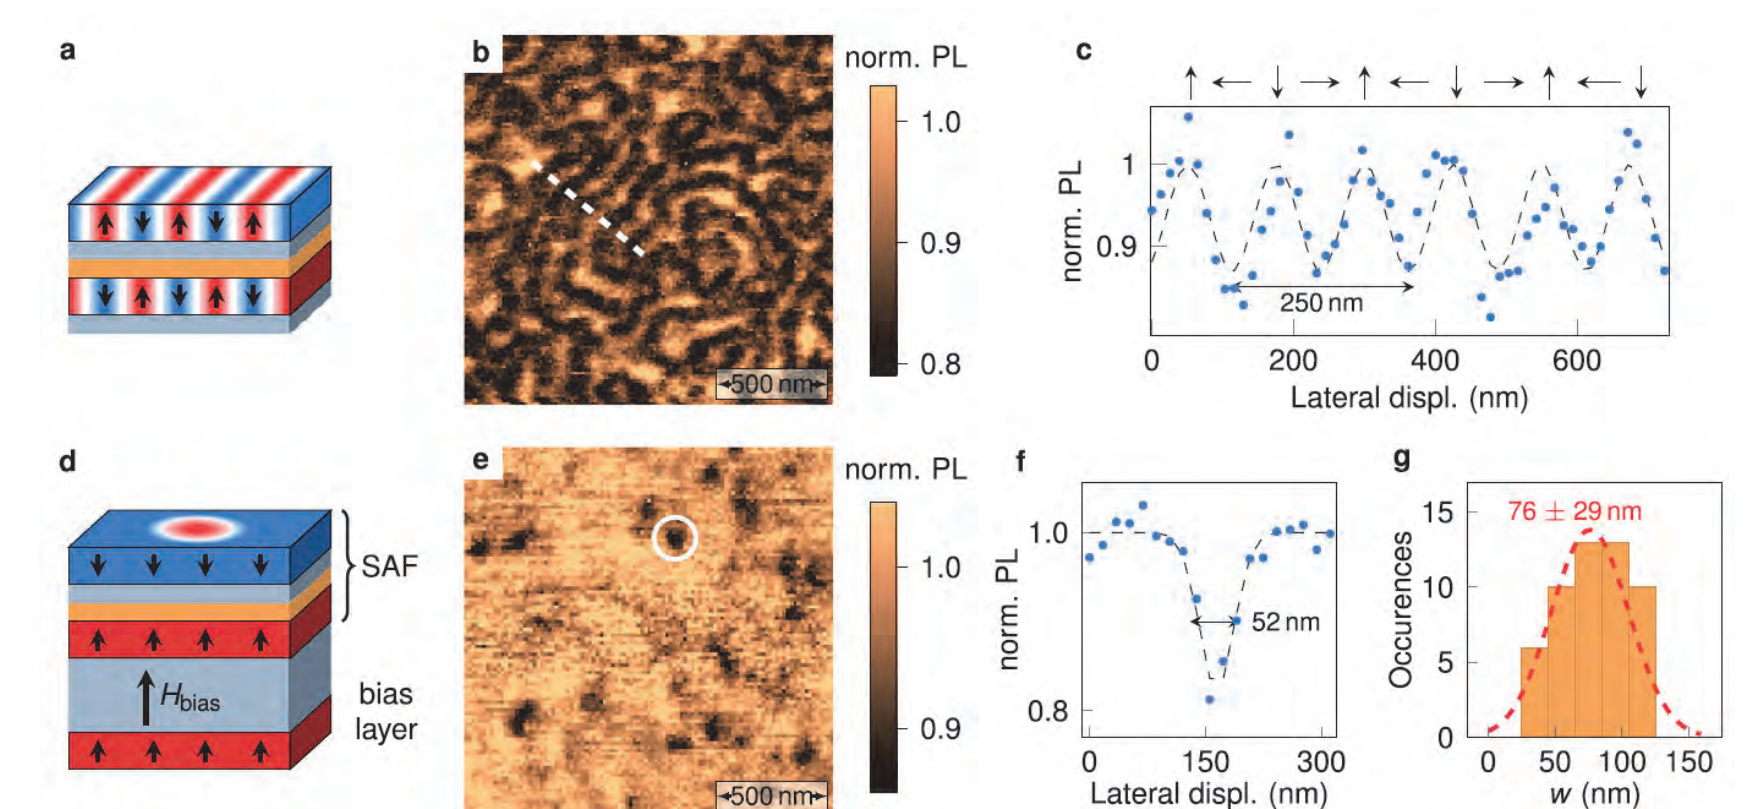 a
b
norm. PL
1.0
0.9
0.8
500 nm
c
norm. PL
1
0.9
250 nm
0
200
400
600
Lateral displ. (nm)
d
SAF
H bias
bias
layer
e
norm. PL
1.0
0.9
500 nm
f
norm. PL
1.0
0.8
52 nm
0
150
300
Lateral displ. (nm)
g
Occurrences
15
10
5
0
76 ± 29 nm
0
50
100
150
w (nm)